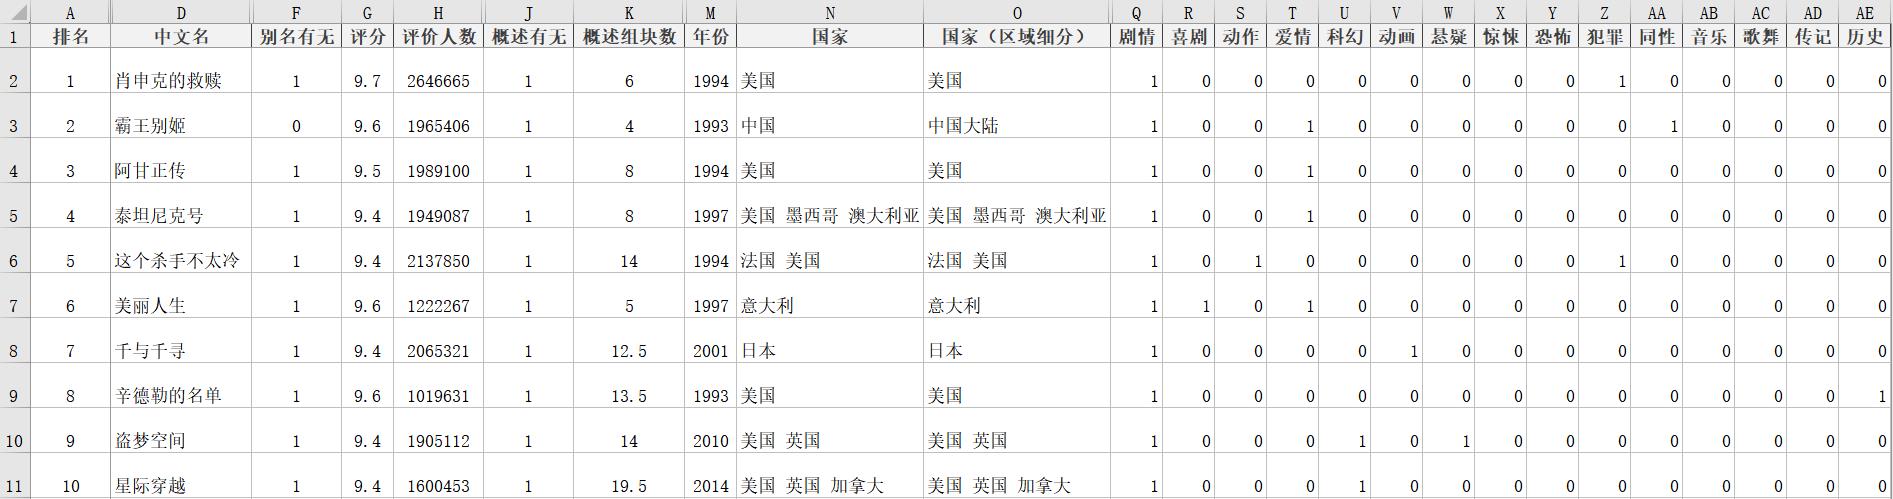 A D F G H J K M N O Q R S T U V W X Y Z AA AB AC AD AE
1 排名 中文名 别名有无 评分 评价人数 概述有无 概述组块数 年份 国家 国家（区域细分） 剧情 喜剧 动作 爱情 科幻 动画 悬疑 惊悚 恐怖 犯罪 同性 音乐 歌舞 传记 历史
2 1 肖申克的救赎 1 9.7 2646665 1 6 1994 美国 美国 1 0 0 0 0 0 0 0 0 1 0 0 0 0 0
3 2 霸王别姬 0 9.6 1965406 1 4 1993 中国 中国大陆 1 0 0 1 0 0 0 0 0 0 1 0 0 0 0
4 3 阿甘正传 1 9.5 1989100 1 8 1994 美国 美国 1 0 0 1 0 0 0 0 0 0 0 0 0 0 0
5 4 泰坦尼克号 1 9.4 1949087 1 8 1997 美国 墨西哥 澳大利亚 美国 墨西哥 澳大利亚 1 0 0 1 0 0 0 0 0 0 0 0 0 0 0
6 5 这个杀手不太冷 1 9.4 2137850 1 14 1994 法国 美国 法国 美国 1 0 1 0 0 0 0 0 0 1 0 0 0 0 0
7 6 美丽人生 1 9.6 1222267 1 5 1997 意大利 意大利 1 1 0 1 0 0 0 0 0 0 0 0 0 0 0
8 7 千与千寻 1 9.4 2065321 1 12.5 2001 日本 日本 1 0 0 0 0 1 0 0 0 0 0 0 0 0 0
9 8 辛德勒的名单 1 9.6 1019631 1 13.5 1993 美国 美国 1 0 0 0 0 0 0 0 0 0 0 0 0 0 1
10 9 盗梦空间 1 9.4 1905112 1 14 2010 美国 英国 美国 英国 1 0 0 0 1 0 1 0 0 0 0 0 0 0 0
11 10 星际穿越 1 9.4 1600453 1 19.5 2014 美国 英国 加拿大 美国 英国 加拿大 1 0 0 0 1 0 0 0 0 0 0 0 0 0 0